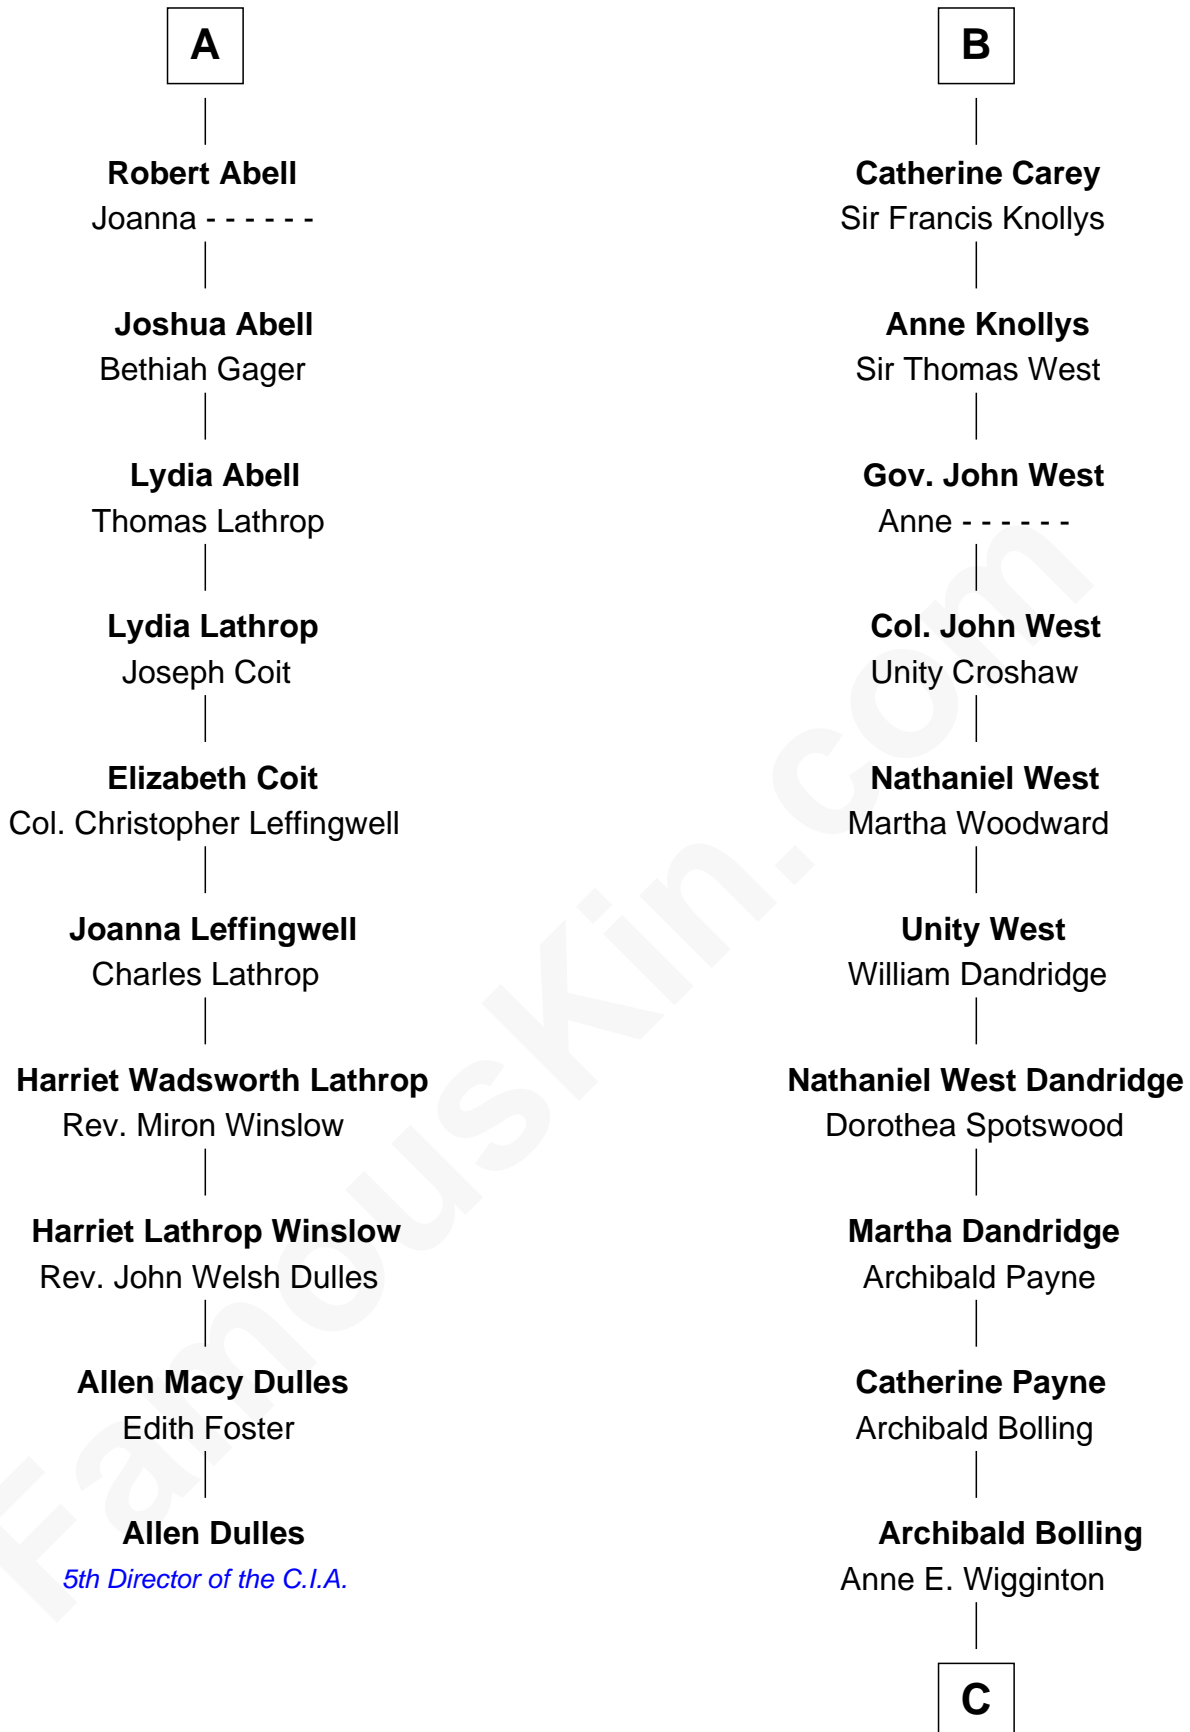 A
Robert Abell
Joanna - - - - - -
Joshua Abell
Bethiah Gager
Lydia Abell
Thomas Lathrop
Lydia Lathrop
Joseph Coit
Elizabeth Coit
Col. Christopher Leffingwell
Joanna Leffingwell
Charles Lathrop
Harriet Wadsworth Lathrop
Rev. Miron Winslow
Harriet Lathrop Winslow
Rev. John Welsh Dulles
Allen Macy Dulles
Edith Foster
Allen Dulles
5th Director of the C.I.A.
B
Catherine Carey
Sir Francis Knollys
Anne Knollys
Sir Thomas West
Gov. John West
Anne - - - - - -
Col. John West
Unity Croshaw
Nathaniel West
Martha Woodward
Unity West
William Dandridge
Nathaniel West Dandridge
Dorothea Spotswood
Martha Dandridge
Archibald Payne
Catherine Payne
Archibald Bolling
Archibald Bolling
Anne E. Wigginton
C
FamousKin.com